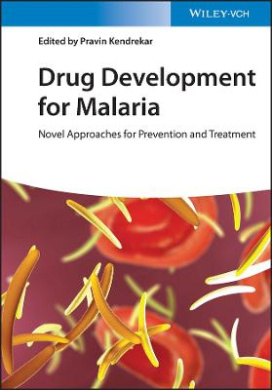 WILEY-VCH
Edited by Pravin Kendrekar
Drug Development
for Malaria
Novel Approaches for Prevention and Treatment